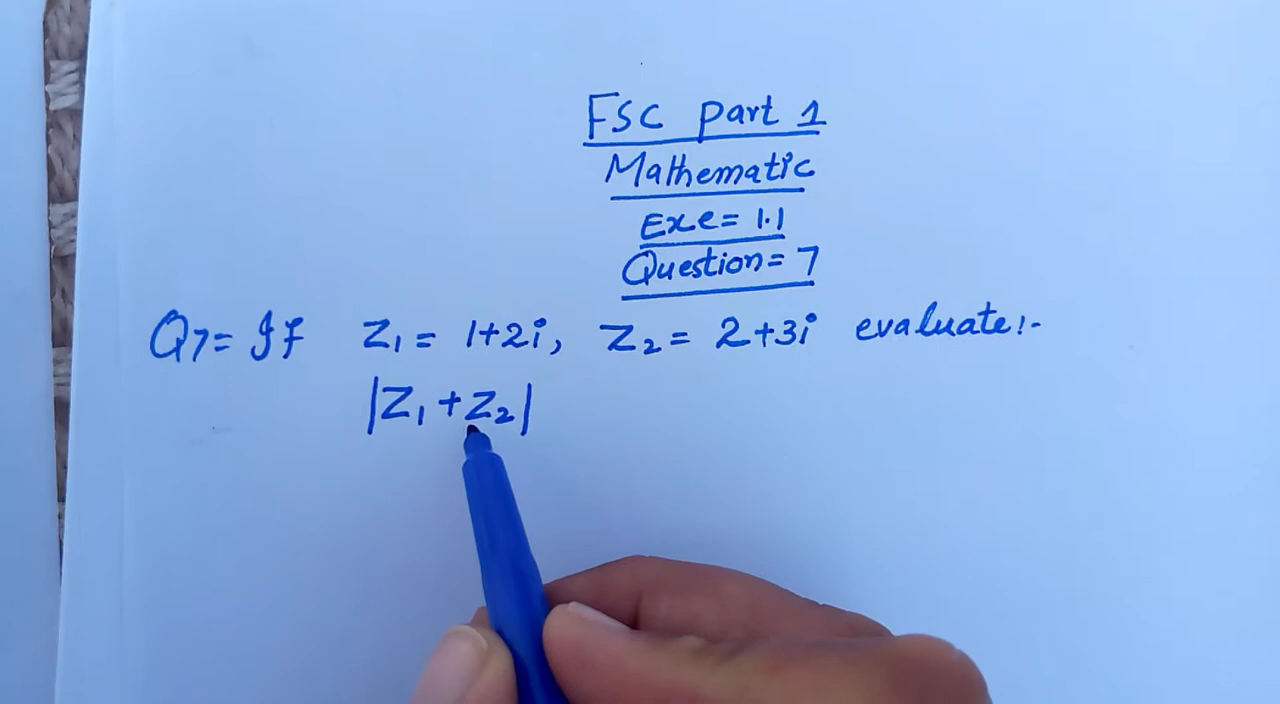 FSC part 1
Mathematic
Exe = 1.1
Question = 7
Q7 = If Z₁ = 1+2i, Z₂ = 2+3i evaluate:-
|Z₁ + Z₂|